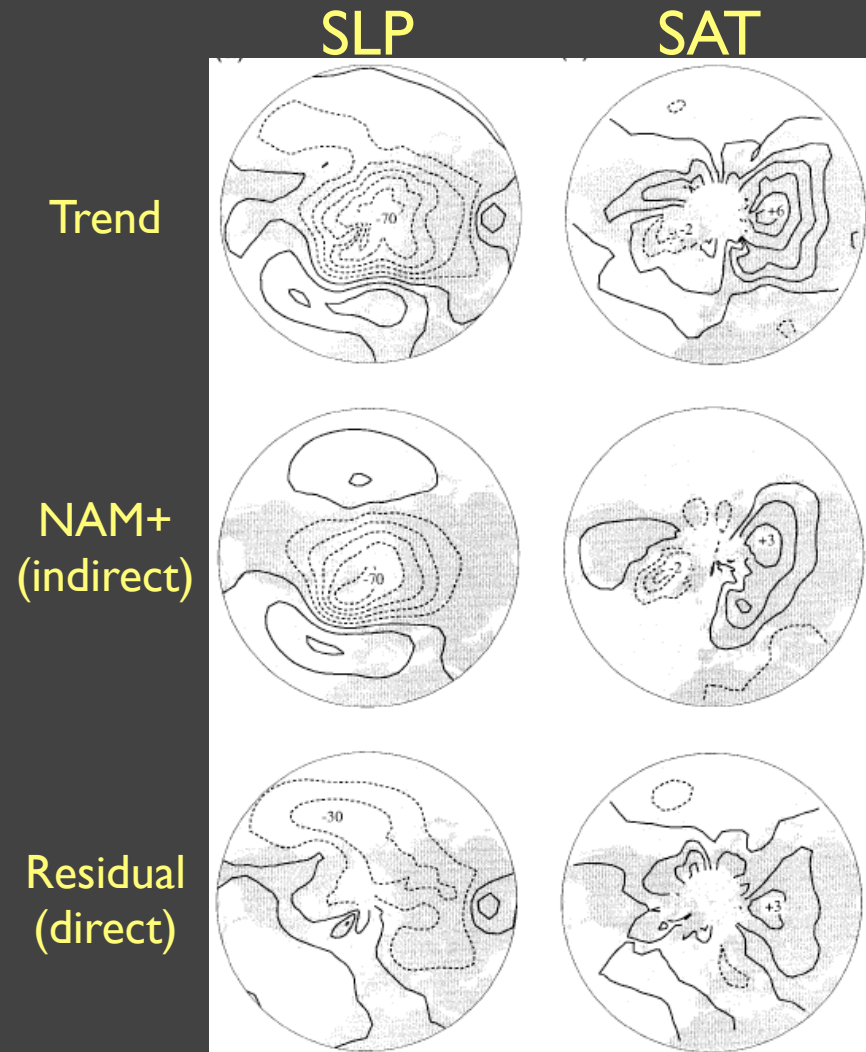 SLP SAT
Trend
-70
+6
-2
NAM+
(indirect)
-70
+3
-2
Residual
(direct)
-30
+3